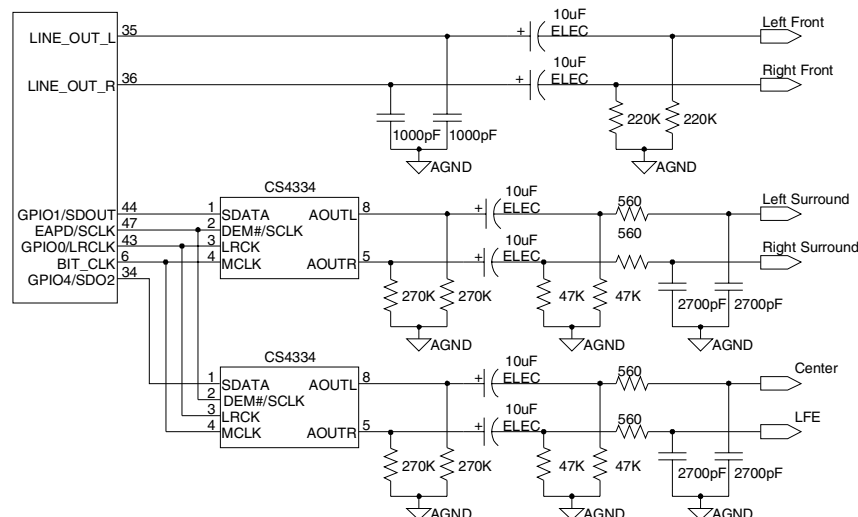 10uF
35 + ELEC Left Front
LINE_OUT_L
10uF
36 + ELEC Right Front
LINE_OUT_R
220K 220K
1000pF 1000pF
AGND AGND
CS4334 10uF
560
44 1 8 + ELEC Left Surround
GPIO1/SDOUT SDATA AOUTL
47 2 560
EAPD/SCLK DEM#/SCLK 10uF
43 3
GPIO0/LRCLK LRCK
6 4 5 + ELEC Right Surround
BIT_CLK MCLK AOUTR
34
GPIO4/SDO2
270K 270K 47K 47K 2700pF 2700pF
AGND AGND AGND
CS4334 10uF
560
1 8 + ELEC Center
SDATA AOUTL
2
DEM#/SCLK 10uF
3 560
LRCK
4 5 + ELEC LFE
MCLK AOUTR
270K 270K 47K 47K 2700pF 2700pF
AGND AGND AGND